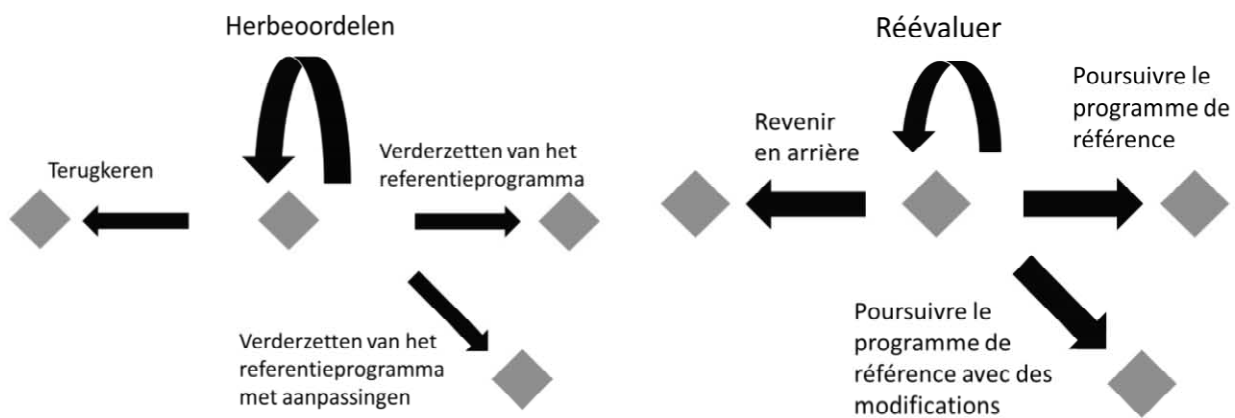 Herbeoordelen
Terugkeren
Verderzetten van het
referentieprogramma
Verderzetten van het
referentieprogramma
met aanpassingen
Réévaluer
Revenir
en arrière
Poursuivre le
programme de
référence
Poursuivre le
programme de
référence avec des
modifications